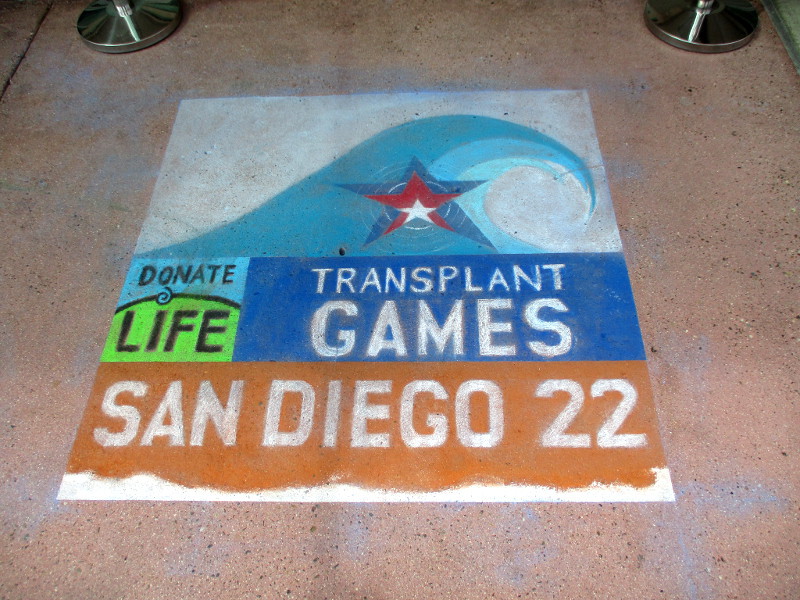 DONATE
LIFE
TRANSPLANT
GAMES
SAN DIEGO 22